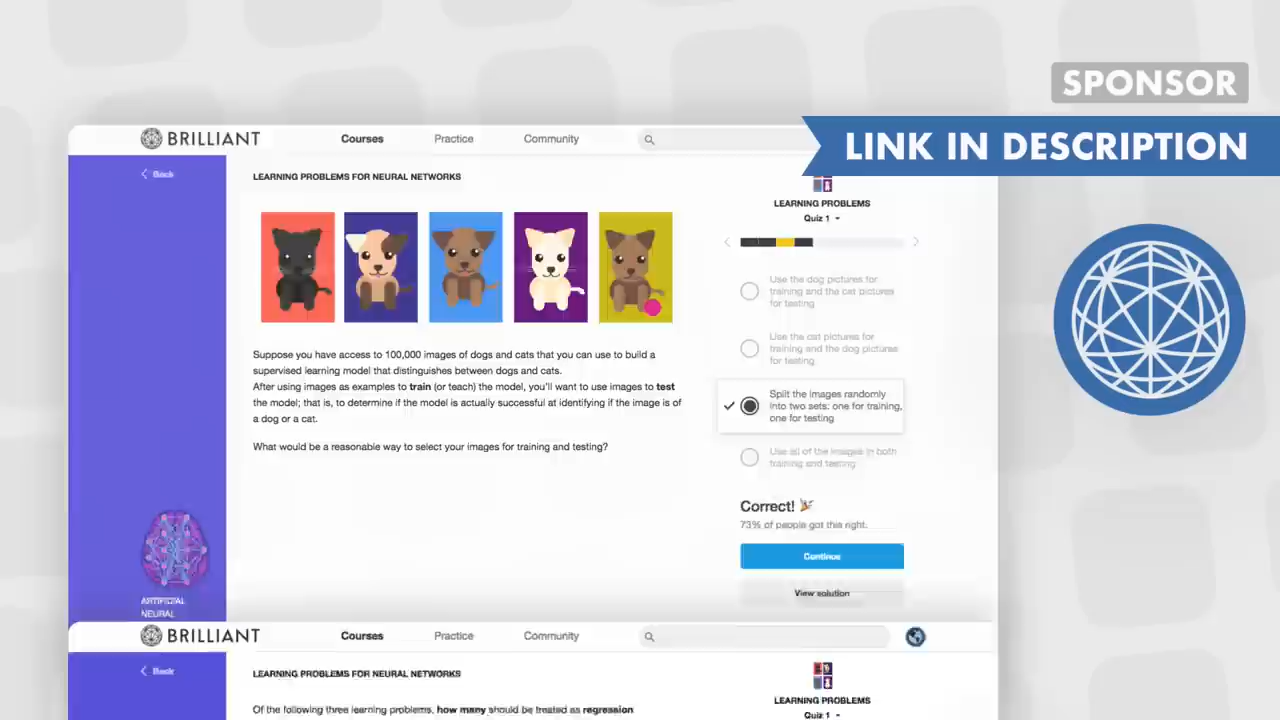 SPONSOR
LINK IN DESCRIPTION
BRILLIANT
Courses
Practice
Community
Back
LEARNING PROBLEMS FOR NEURAL NETWORKS
Suppose you have access to 100,000 images of dogs and cats that you can use to build a
supervised learning model that distinguishes between dogs and cats.
After using images as examples to train (or teach) the model, you'll want to use images to test
the model; that is, to determine if the model is actually successful at identifying if the image is of
a dog or a cat.
What would be a reasonable way to select your images for training and testing?
LEARNING PROBLEMS
Quiz 1
Use the dog pictures for
training and the cat pictures
for testing
Use the cat pictures for
training and the dog pictures
for testing
Split the images randomly
into two sets: one for training,
one for testing
Use all of the images in both
training and testing
Correct!
73% of people got this right.
Continue
View solution
ARTIFICIAL
NEURAL
BRILLIANT
Courses
Practice
Community
Back
LEARNING PROBLEMS FOR NEURAL NETWORKS
Of the following three learning problems, how many should be treated as regression
LEARNING PROBLEMS
Quiz 1